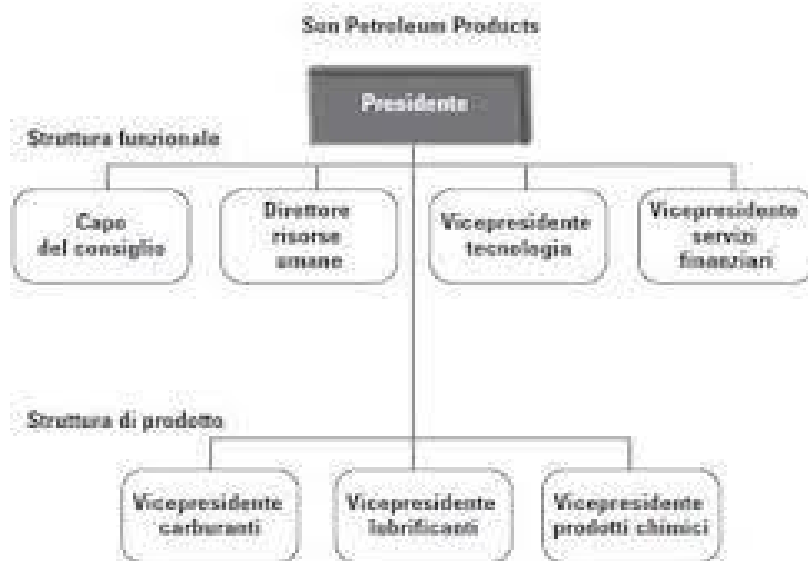 Sun Petroleum Products
Presidente
Struttura funzionale
Capo
del consiglio
Direttore
risorse
umane
Vicepresidente
tecnologia
Vicepresidente
servizi
finanziari
Struttura di prodotto
Vicepresidente
carburanti
Vicepresidente
lubrificanti
Vicepresidente
prodotti chimici